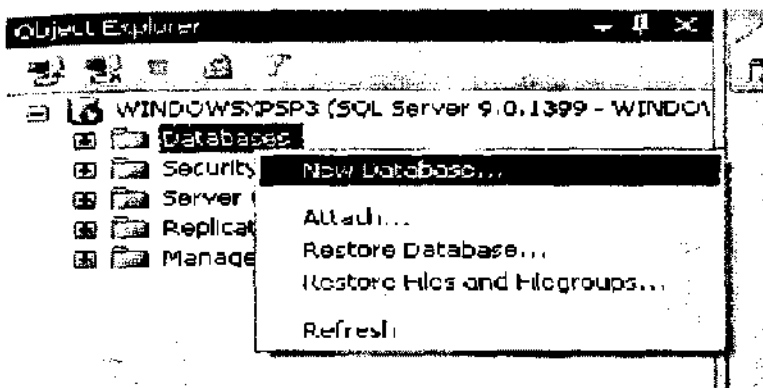 Object Explorer
WINDOWSXPSP3 (SQL Server 9.0.1399 - WINDOW
Databases
Security
New Database...
Server
Attach...
Replicat
Restore Database...
Manage
Restore Files and Filegroups...
Refresh